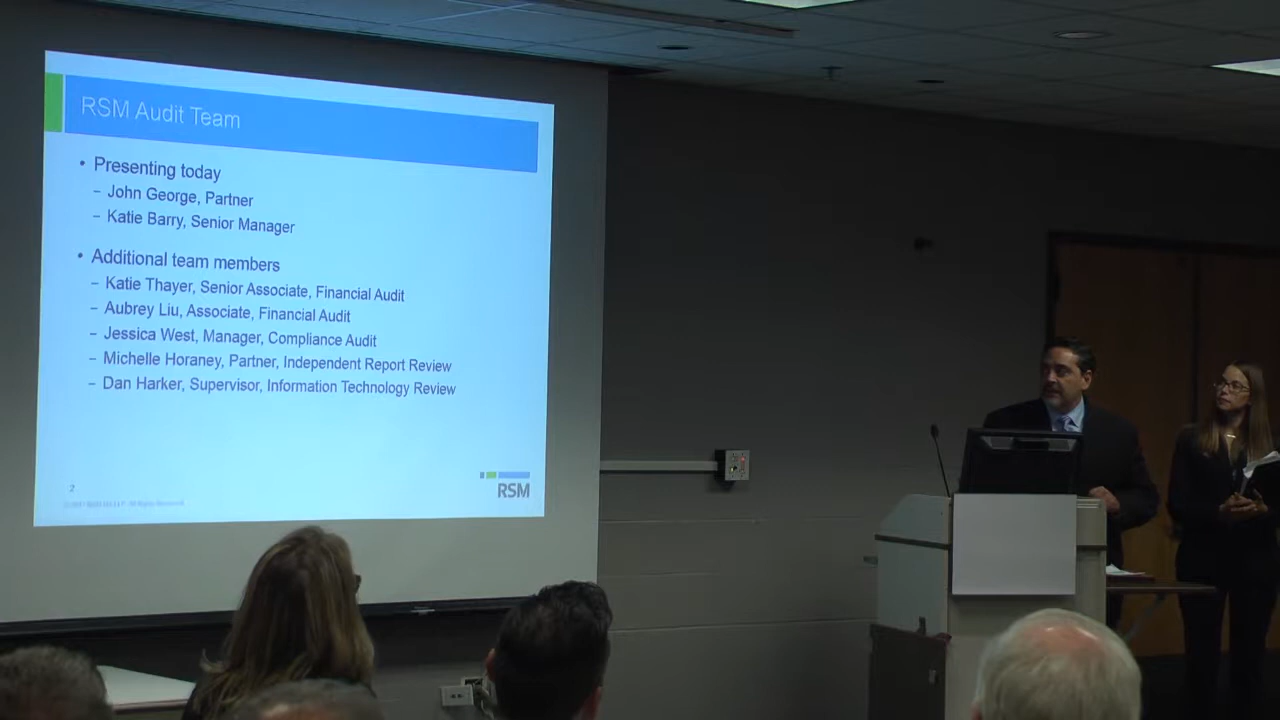 RSM Audit Team
• Presenting today
– John George, Partner
– Katie Barry, Senior Manager
• Additional team members
– Katie Thayer, Senior Associate, Financial Audit
– Aubrey Liu, Associate, Financial Audit
– Jessica West, Manager, Compliance Audit
– Michelle Horaney, Partner, Independent Report Review
– Dan Harker, Supervisor, Information Technology Review
2
RSM